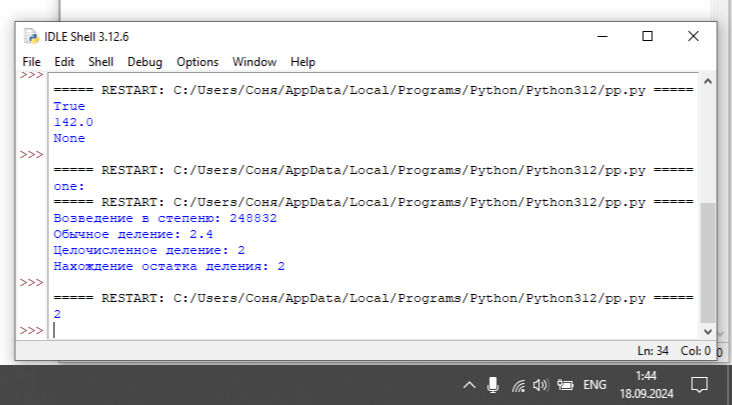 IDLE Shell 3.12.6
File Edit Shell Debug Options Window Help
>>>
===== RESTART: C:/Users/Соня/AppData/Local/Programs/Python/Python312/pp.py =====
True
142.0
None
>>>
===== RESTART: C:/Users/Соня/AppData/Local/Programs/Python/Python312/pp.py =====
one:
===== RESTART: C:/Users/Соня/AppData/Local/Programs/Python/Python312/pp.py =====
Возведение в степеню: 248832
Обычное деление: 2.4
Целочисленное деление: 2
Нахождение остатка деления: 2
>>>
===== RESTART: C:/Users/Соня/AppData/Local/Programs/Python/Python312/pp.py =====
2
>>>
Ln: 34 Col: 0
0
ENG
1:44
18.09.2024